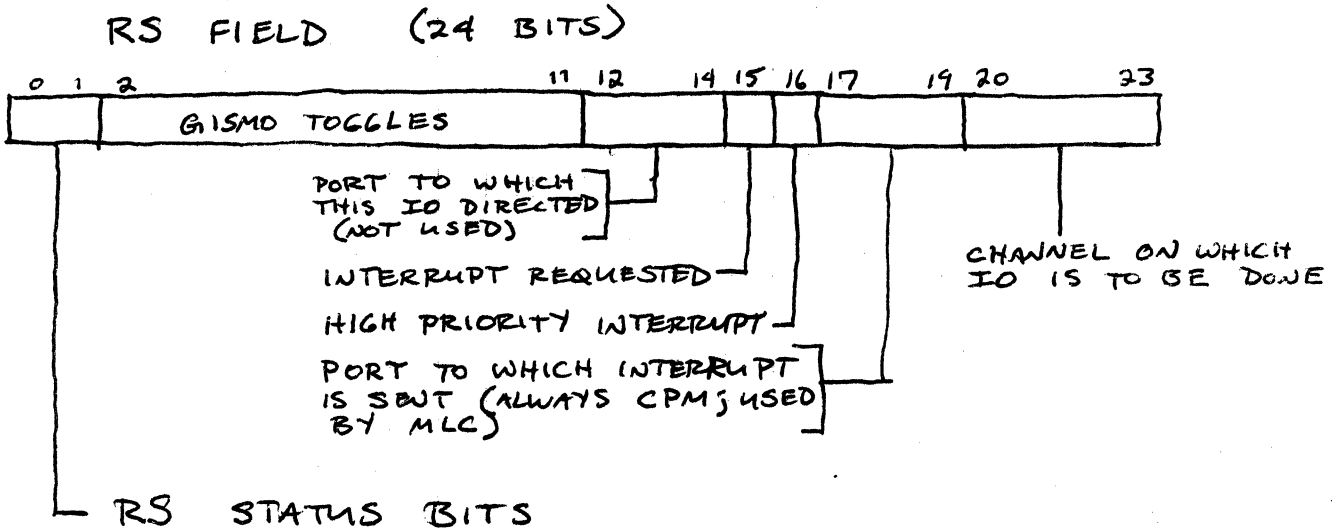 RS FIELD (24 BITS)
0 1 2 11 12 14 15 16 17 19 20 23
GISMO TOGGLES
PORT TO WHICH
THIS IO DIRECTED
(NOT USED)
CHANNEL ON WHICH
IO IS TO BE DONE
INTERRUPT REQUESTED
HIGH PRIORITY INTERRUPT
PORT TO WHICH INTERRUPT
IS SENT (ALWAYS CPM; USED
BY MLC)
RS STATUS BITS